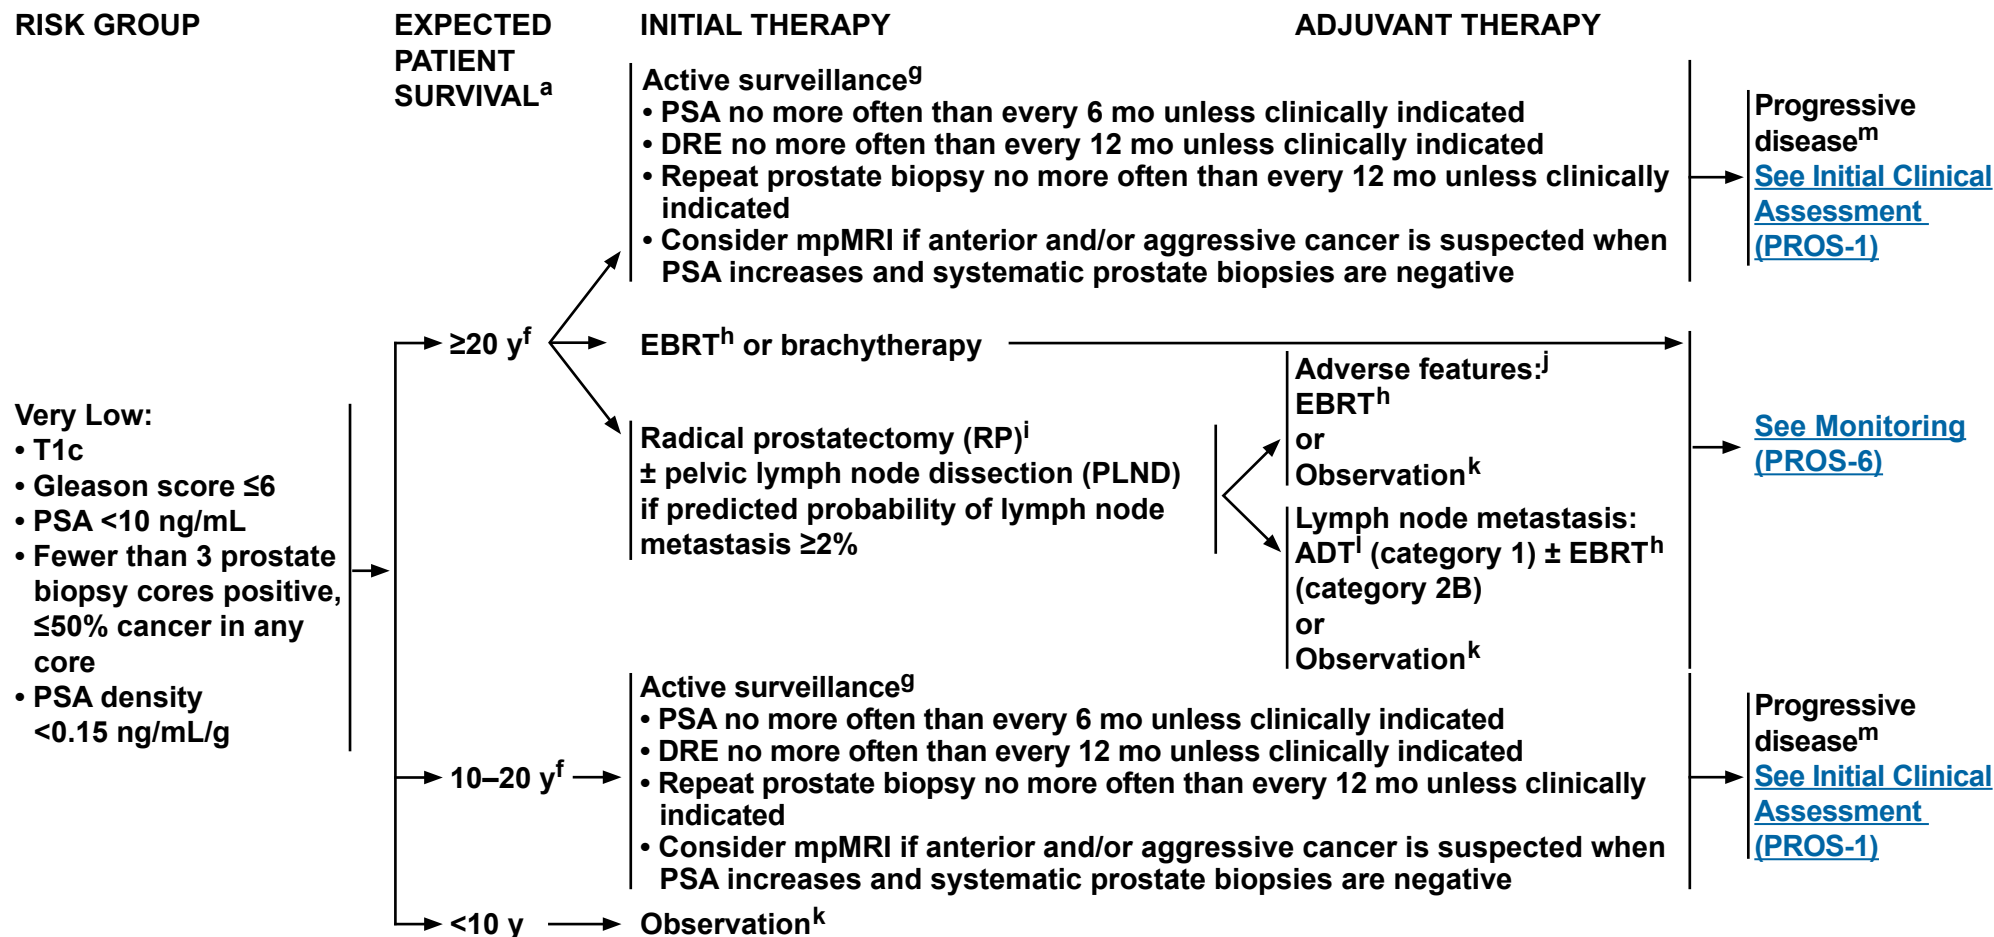 RISK GROUP
EXPECTED
PATIENT
SURVIVALa
INITIAL THERAPY
ADJUVANT THERAPY
Very Low:
• T1c
• Gleason score ≤6
• PSA <10 ng/mL
• Fewer than 3 prostate
biopsy cores positive,
≤50% cancer in any
core
• PSA density
<0.15 ng/mL/g
≥20 yf
Active surveillanceg
• PSA no more often than every 6 mo unless clinically indicated
• DRE no more often than every 12 mo unless clinically indicated
• Repeat prostate biopsy no more often than every 12 mo unless clinically
indicated
• Consider mpMRI if anterior and/or aggressive cancer is suspected when
PSA increases and systematic prostate biopsies are negative
Progressive
diseasem
See Initial Clinical
Assessment
(PROS-1)
EBRTh or brachytherapy
Radical prostatectomy (RP)i
± pelvic lymph node dissection (PLND)
if predicted probability of lymph node
metastasis ≥2%
Adverse features:j
EBRTh
or
Observationk
Lymph node metastasis:
ADTl (category 1) ± EBRTh
(category 2B)
or
Observationk
See Monitoring
(PROS-6)
10–20 yf
Active surveillanceg
• PSA no more often than every 6 mo unless clinically indicated
• DRE no more often than every 12 mo unless clinically indicated
• Repeat prostate biopsy no more often than every 12 mo unless clinically
indicated
• Consider mpMRI if anterior and/or aggressive cancer is suspected when
PSA increases and systematic prostate biopsies are negative
Progressive
diseasem
See Initial Clinical
Assessment
(PROS-1)
<10 y
Observationk